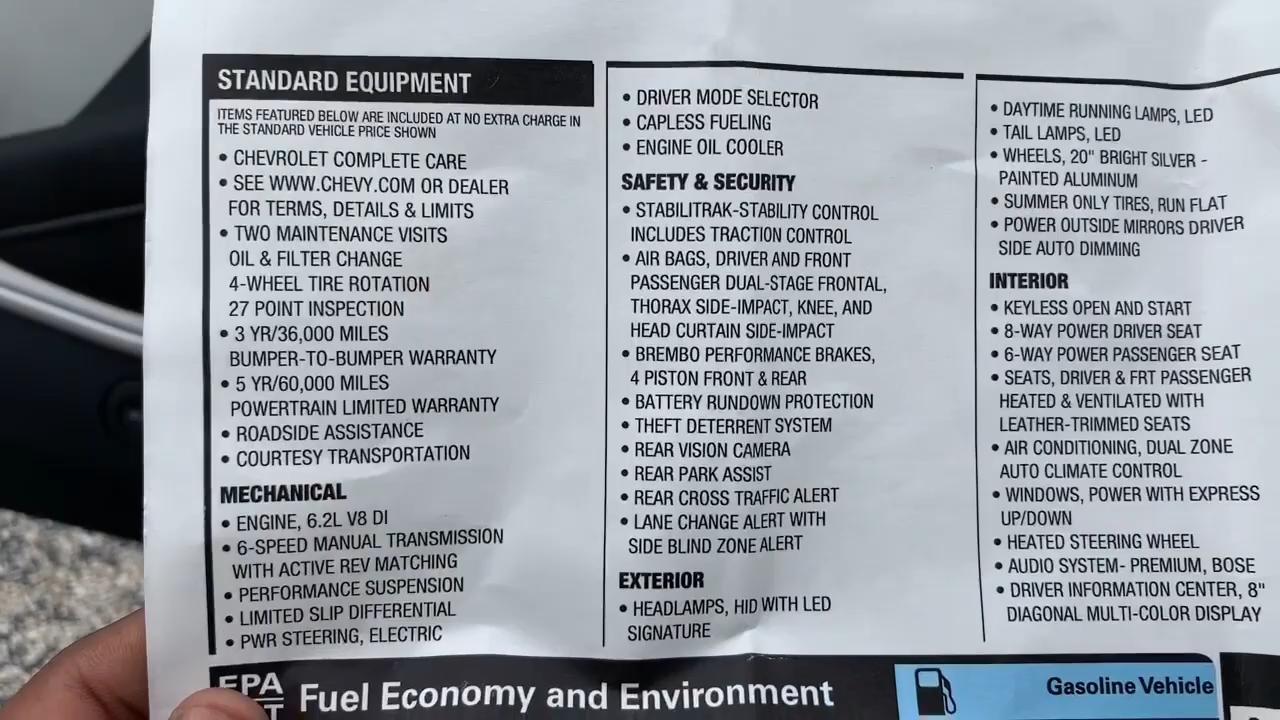 STANDARD EQUIPMENT
ITEMS FEATURED BELOW ARE INCLUDED AT NO EXTRA CHARGE IN
THE STANDARD VEHICLE PRICE SHOWN
• CHEVROLET COMPLETE CARE
• SEE WWW.CHEVY.COM OR DEALER
FOR TERMS, DETAILS & LIMITS
• TWO MAINTENANCE VISITS
OIL & FILTER CHANGE
4-WHEEL TIRE ROTATION
27 POINT INSPECTION
• 3 YR/36,000 MILES
BUMPER-TO-BUMPER WARRANTY
• 5 YR/60,000 MILES
POWERTRAIN LIMITED WARRANTY
• ROADSIDE ASSISTANCE
• COURTESY TRANSPORTATION
MECHANICAL
• ENGINE, 6.2L V8 DI
• 6-SPEED MANUAL TRANSMISSION
WITH ACTIVE REV MATCHING
• PERFORMANCE SUSPENSION
• LIMITED SLIP DIFFERENTIAL
• PWR STEERING, ELECTRIC
• DRIVER MODE SELECTOR
• CAPLESS FUELING
• ENGINE OIL COOLER
SAFETY & SECURITY
• STABILITRAK-STABILITY CONTROL
INCLUDES TRACTION CONTROL
• AIR BAGS, DRIVER AND FRONT
PASSENGER DUAL-STAGE FRONTAL,
THORAX SIDE-IMPACT, KNEE, AND
HEAD CURTAIN SIDE-IMPACT
• BREMBO PERFORMANCE BRAKES,
4 PISTON FRONT & REAR
• BATTERY RUNDOWN PROTECTION
• THEFT DETERRENT SYSTEM
• REAR VISION CAMERA
• REAR PARK ASSIST
• REAR CROSS TRAFFIC ALERT
• LANE CHANGE ALERT WITH
SIDE BLIND ZONE ALERT
EXTERIOR
• HEADLAMPS, HID WITH LED
SIGNATURE
• DAYTIME RUNNING LAMPS, LED
• TAIL LAMPS, LED
• WHEELS, 20" BRIGHT SILVER -
PAINTED ALUMINUM
• SUMMER ONLY TIRES, RUN FLAT
• POWER OUTSIDE MIRRORS DRIVER
SIDE AUTO DIMMING
INTERIOR
• KEYLESS OPEN AND START
• 8-WAY POWER DRIVER SEAT
• 6-WAY POWER PASSENGER SEAT
• SEATS, DRIVER & FRT PASSENGER
HEATED & VENTILATED WITH
LEATHER-TRIMMED SEATS
• AIR CONDITIONING, DUAL ZONE
AUTO CLIMATE CONTROL
• WINDOWS, POWER WITH EXPRESS
UP/DOWN
• HEATED STEERING WHEEL
• AUDIO SYSTEM- PREMIUM, BOSE
• DRIVER INFORMATION CENTER, 8"
DIAGONAL MULTI-COLOR DISPLAY
EPA
Fuel Economy and Environment
Gasoline Vehicle